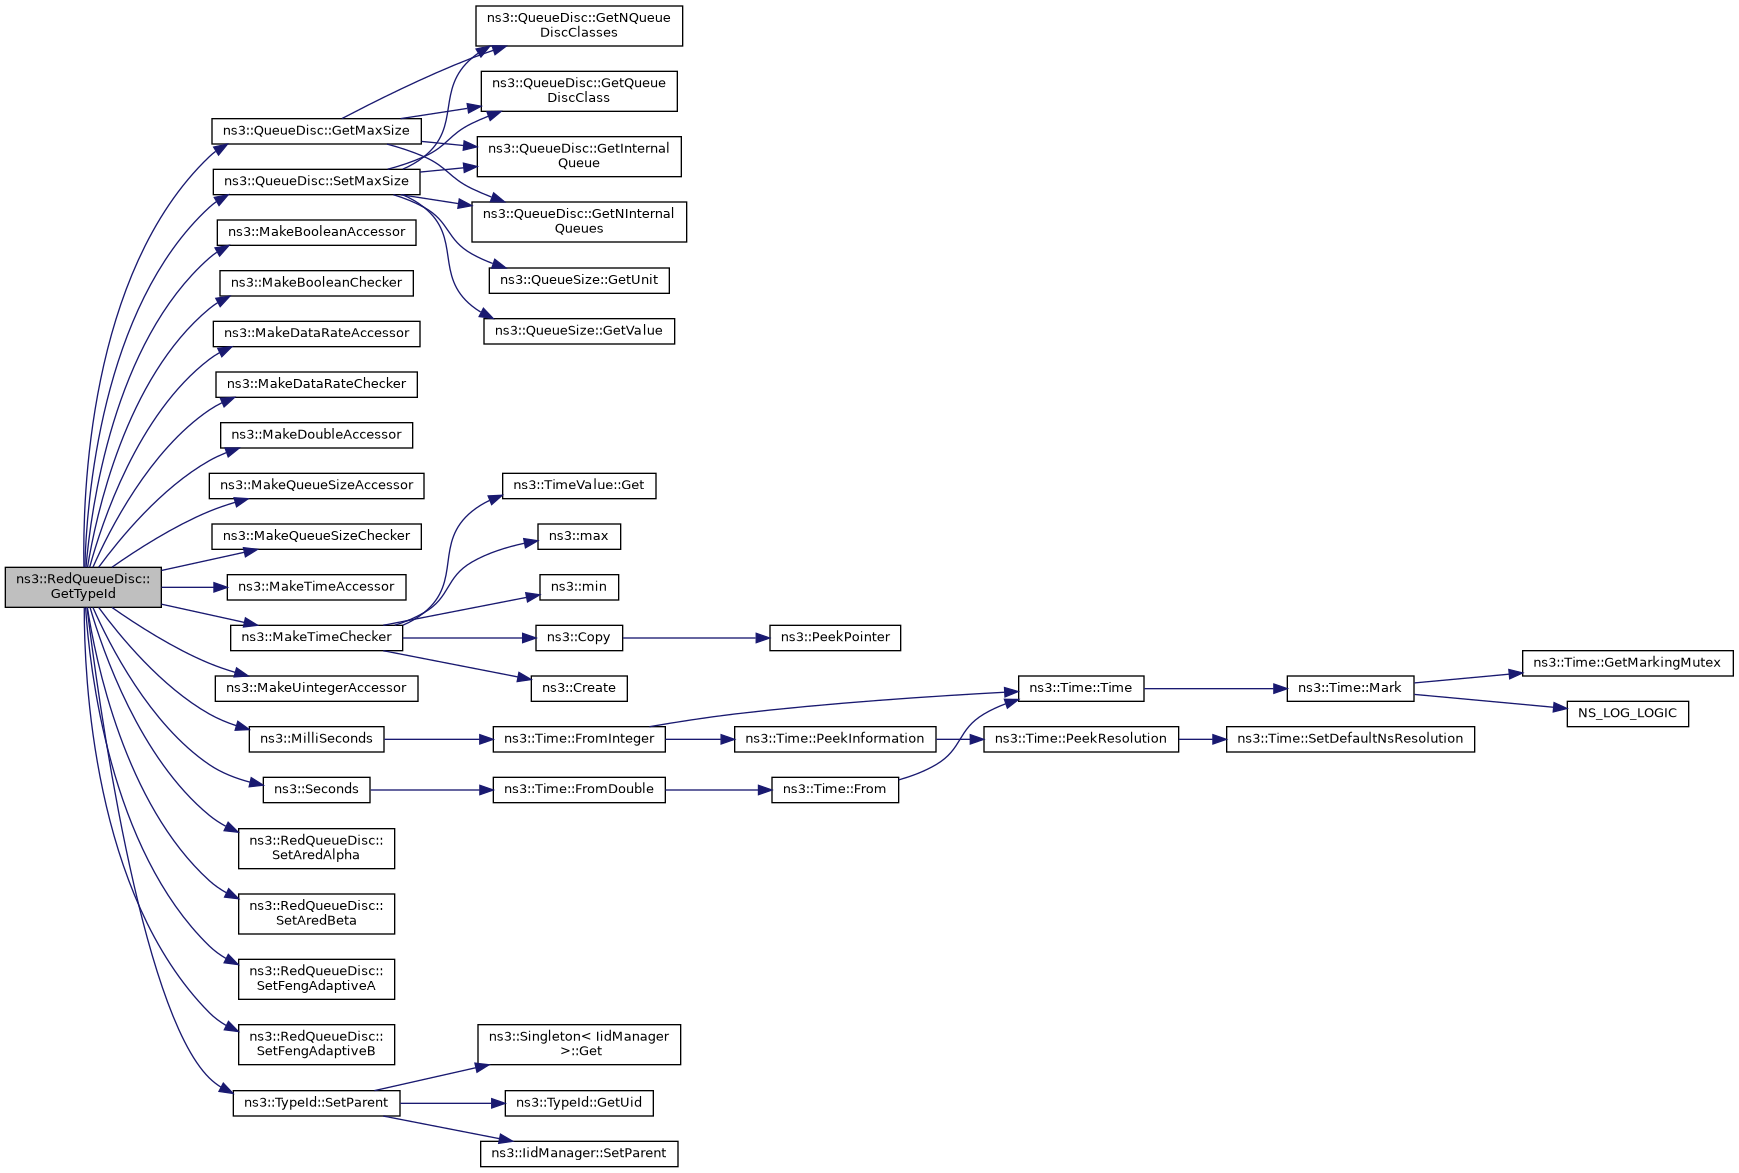 ns3::QueueDisc::GetNQueue
DiscClasses
ns3::QueueDisc::GetQueue
DiscClass
ns3::QueueDisc::GetMaxSize
ns3::QueueDisc::GetInternal
Queue
ns3::QueueDisc::SetMaxSize
ns3::QueueDisc::GetNInternal
Queues
ns3::MakeBooleanAccessor
ns3::QueueSize::GetUnit
ns3::MakeBooleanChecker
ns3::MakeDataRateAccessor
ns3::QueueSize::GetValue
ns3::MakeDataRateChecker
ns3::MakeDoubleAccessor
ns3::MakeQueueSizeAccessor
ns3::TimeValue::Get
ns3::MakeQueueSizeChecker
ns3::max
ns3::RedQueueDisc::
GetTypeId
ns3::MakeTimeAccessor
ns3::min
ns3::MakeTimeChecker
ns3::Copy
ns3::PeekPointer
ns3::MakeUintegerAccessor
ns3::Create
ns3::Time::Time
ns3::Time::Mark
ns3::Time::GetMarkingMutex
NS_LOG_LOGIC
ns3::MilliSeconds
ns3::Time::FromInteger
ns3::Time::PeekInformation
ns3::Time::PeekResolution
ns3::Time::SetDefaultNsResolution
ns3::Seconds
ns3::Time::FromDouble
ns3::Time::From
ns3::RedQueueDisc::
SetAredAlpha
ns3::RedQueueDisc::
SetAredBeta
ns3::RedQueueDisc::
SetFengAdaptiveA
ns3::RedQueueDisc::
SetFengAdaptiveB
ns3::Singleton< IidManager
>::Get
ns3::TypeId::SetParent
ns3::TypeId::GetUid
ns3::IidManager::SetParent